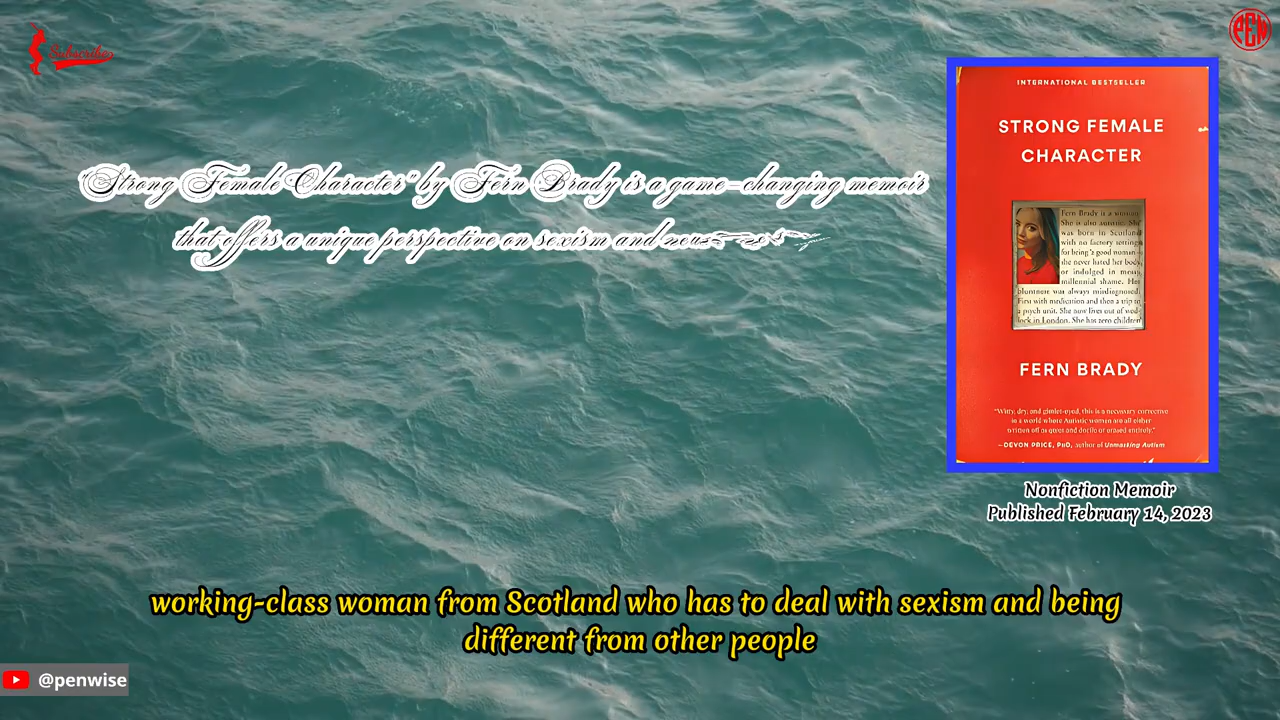 Subscribe
PEN
"Strong Female Character" by Fern Brady is a game-changing memoir
that offers a unique perspective on sexism and
INTERNATIONAL BESTSELLER
STRONG FEMALE
CHARACTER
Fern Brady is a woman.
She is also autistic. She
was born in Scotland
with no factory settings
for being 'a good woman':
she never hated her body,
or indulged in mousy
millennial shame. Her
bluntness was always misdiagnosed.
First with medication and then a trip to
a psych unit. She now lives out of wed-
lock in London. She has zero children
FERN BRADY
"Witty, dry, and gimlet-eyed, this is a necessary corrective
in a world where Autistic women are all either
written off as quiet and docile or erased entirely."
—DEVON PRICE, PhD, author of Unmasking Autism
Nonfiction Memoir
Published February 14, 2023
working-class woman from Scotland who has to deal with sexism and being
different from other people
@penwise